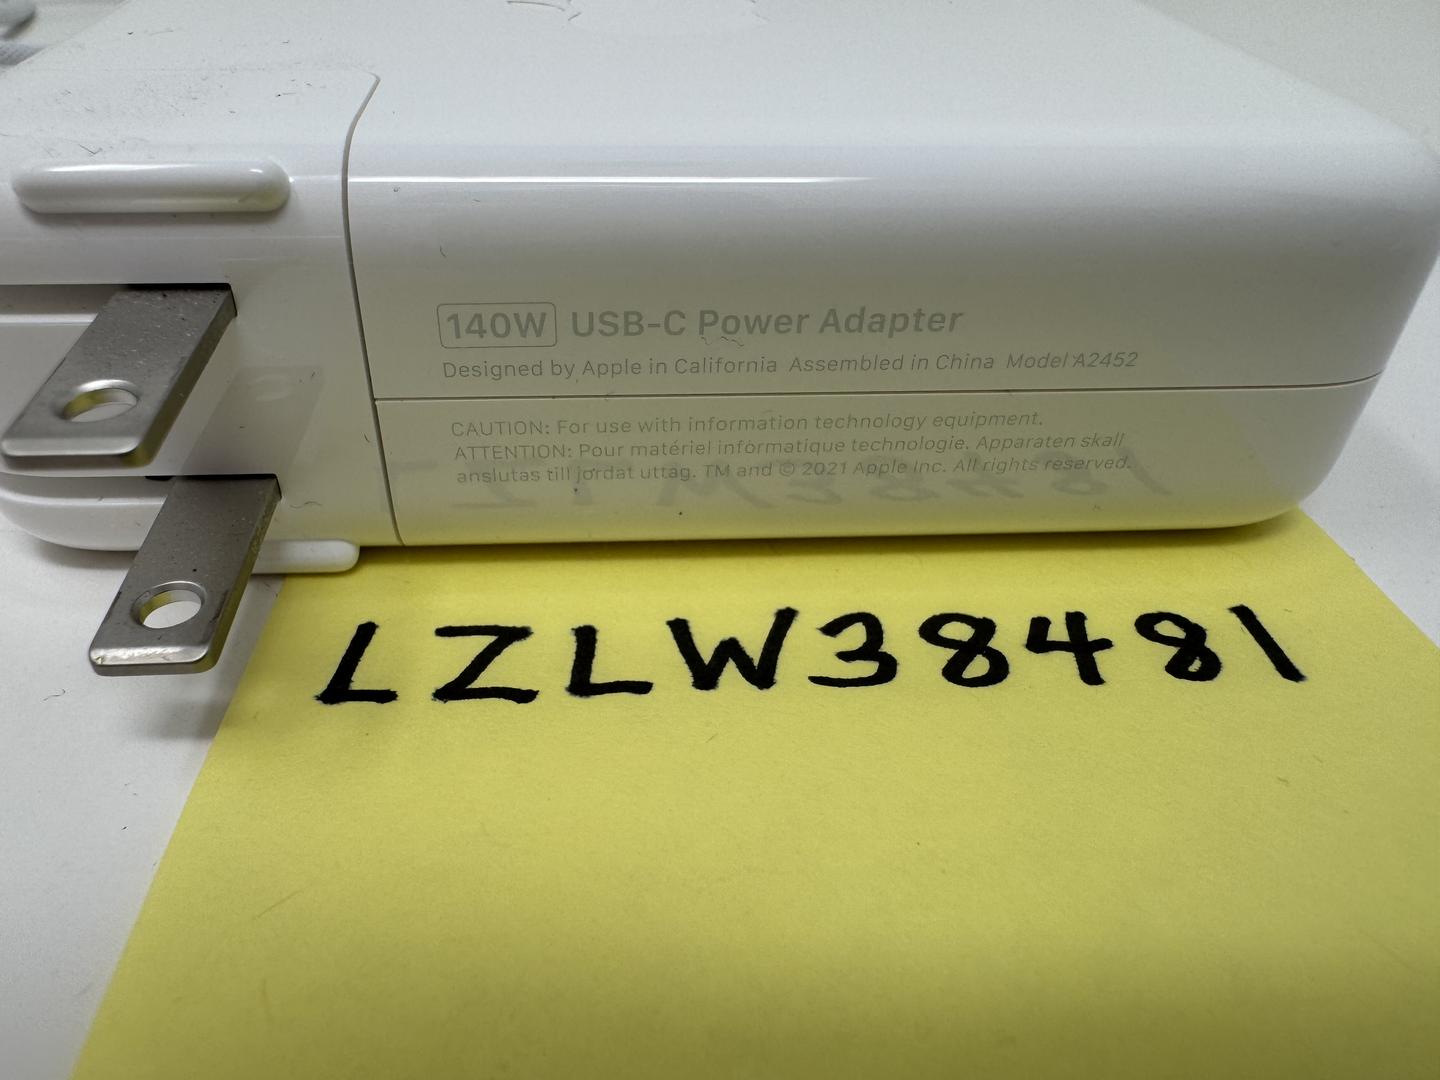 140W USB-C Power Adapter
Designed by Apple in California Assembled in China Model A2452
CAUTION: For use with information technology equipment.
ATTENTION: Pour matériel informatique technologie. Apparaten skall
anslutas till jordat uttag. TM and © 2021 Apple Inc. All rights reserved.
LZLW38481